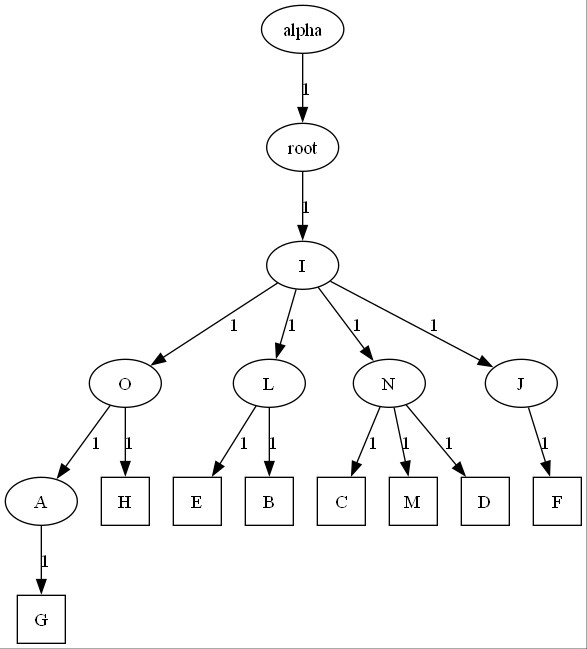 alpha
1
root
1
I
1 1 1 1
O L N J
1 1 1 1 1 1 1 1
A H E B C M D F
1
G